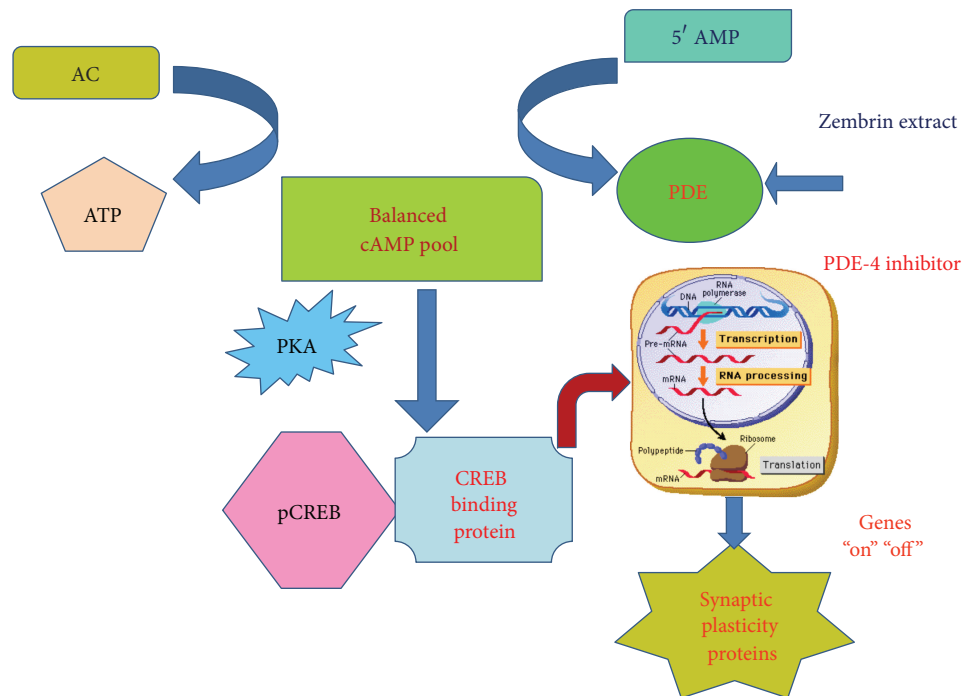 AC
5′ AMP
Zembrin extract
ATP
PDE
Balanced
cAMP pool
PDE-4 inhibitor
PKA
RNA
polymerase
DNA
Transcription
Pre-mRNA
RNA processing
mRNA
Ribosome
Polypeptide
Translation
mRNA
pCREB
CREB
binding
protein
Genes
“on” “off”
Synaptic
plasticity
proteins